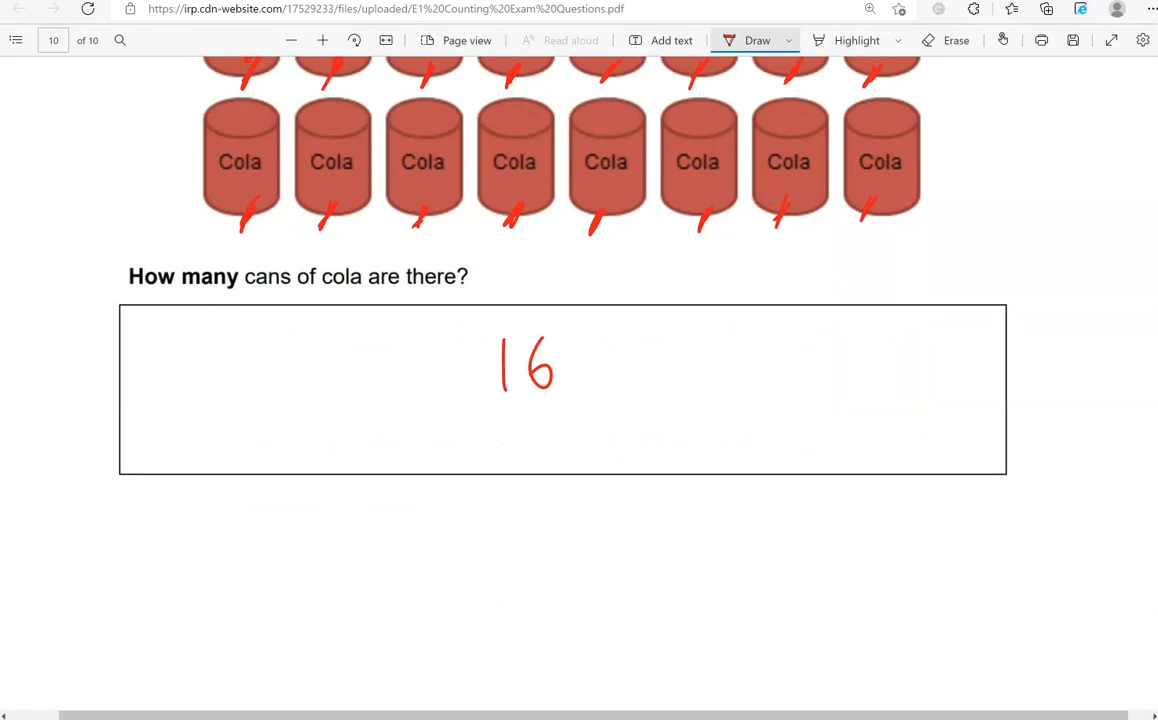 https://irp.cdn-website.com/17529233/files/uploaded/E1%20Counting%20Exam%20Questions.pdf
10 of 10 Page view Read aloud Add text Draw Highlight Erase
Cola Cola Cola Cola Cola Cola Cola Cola
How many cans of cola are there?
16